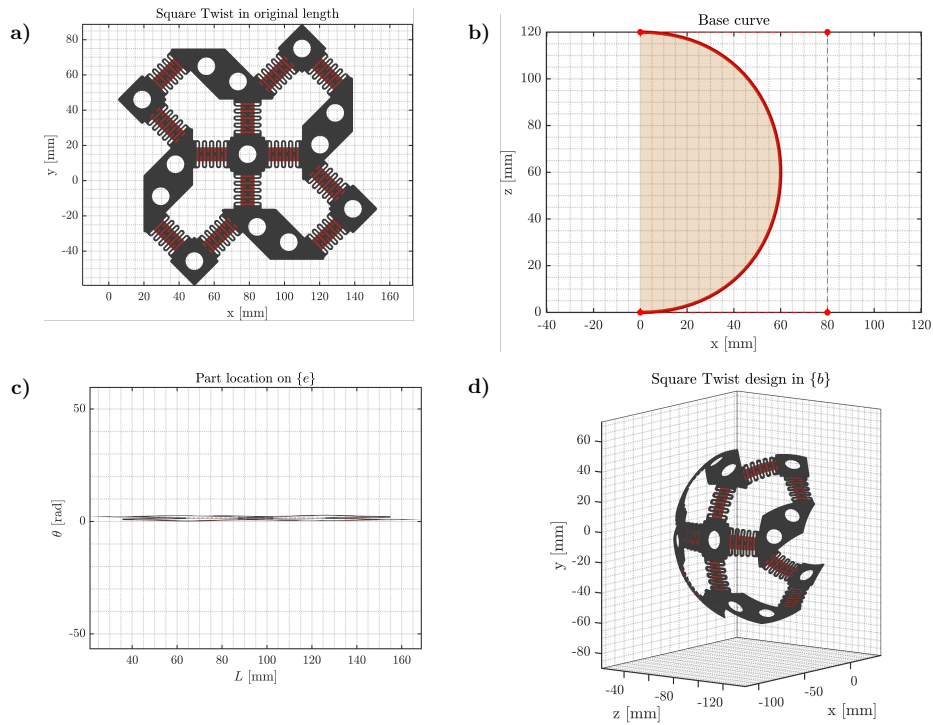 a)
Square Twist in original length
80
60
40
20
0
-20
-40
y [mm]
0 20 40 60 80 100 120 140 160
x [mm]
b)
Base curve
120
100
80
60
40
20
0
z [mm]
-40 -20 0 20 40 60 80 100 120
x [mm]
c)
Part location on {e}
50
0
-50
θ [rad]
40 60 80 100 120 140 160
L [mm]
d)
Square Twist design in {b}
60
40
20
0
-20
-40
-60
-80
y [mm]
-40 -80 -120
z [mm]
-100 -50 0
x [mm]